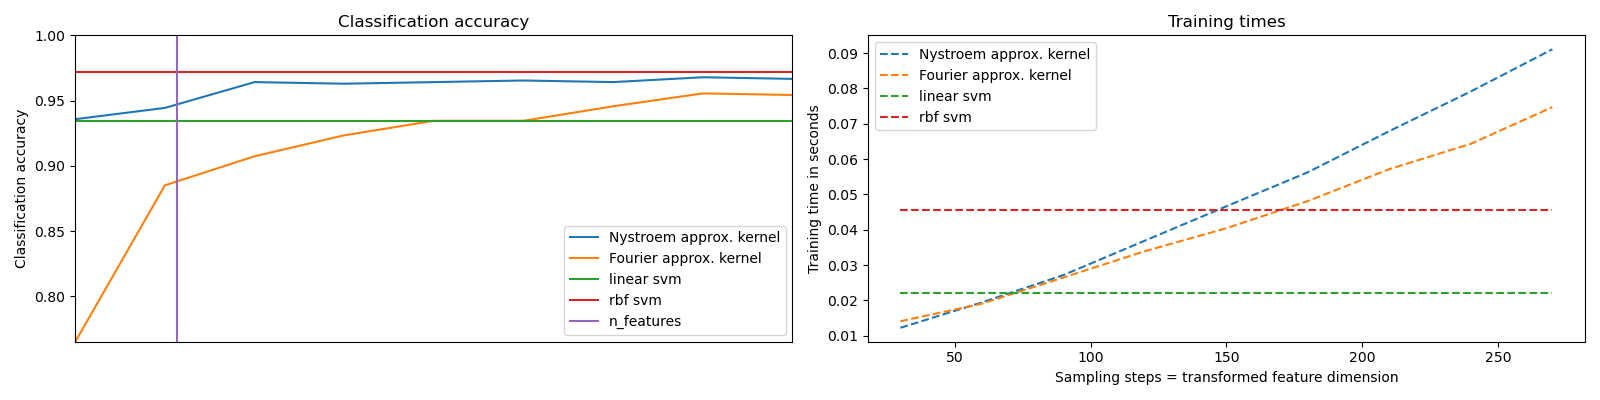 Classification accuracy
Classification accuracy
1.00
0.95
0.90
0.85
0.80
Nystroem approx. kernel
Fourier approx. kernel
linear svm
rbf svm
n_features
Training times
Training time in seconds
0.09
0.08
0.07
0.06
0.05
0.04
0.03
0.02
0.01
Nystroem approx. kernel
Fourier approx. kernel
linear svm
rbf svm
50 100 150 200 250
Sampling steps = transformed feature dimension